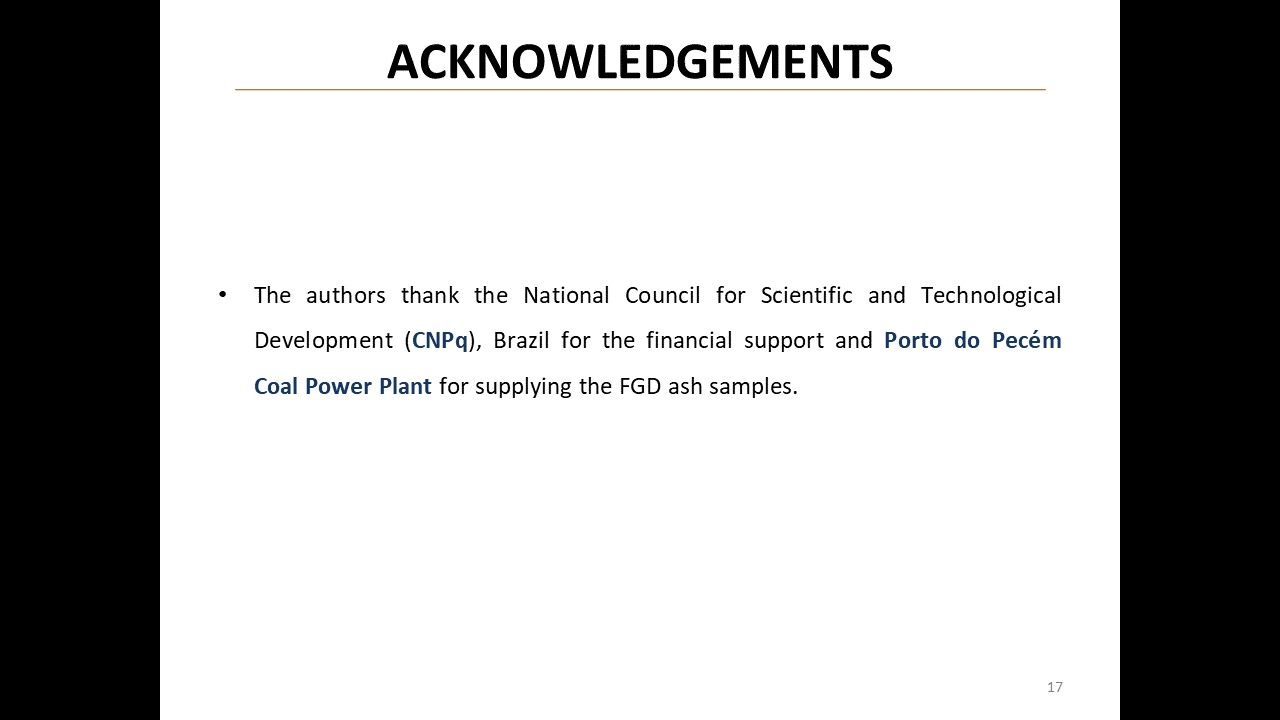 ACKNOWLEDGEMENTS
• The authors thank the National Council for Scientific and Technological
Development (CNPq), Brazil for the financial support and Porto do Pecém
Coal Power Plant for supplying the FGD ash samples.
17